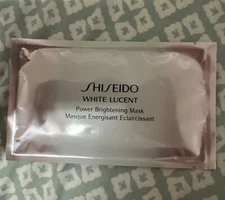 SHISEIDO
WHITE LUCENT
Power Brightening Mask
Masque Energisant Eclaircissant